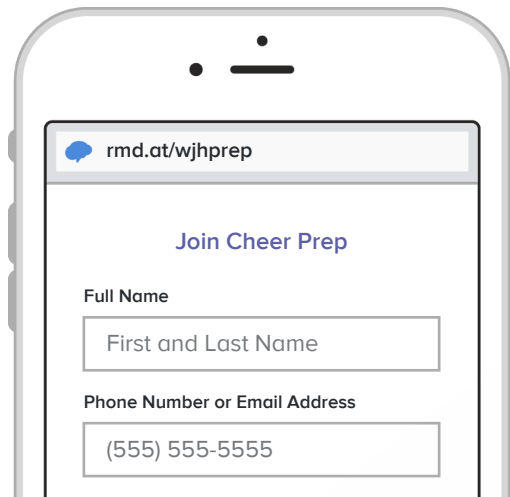 rmd.at/wjhprep
Join Cheer Prep
Full Name
First and Last Name
Phone Number or Email Address
(555) 555-5555